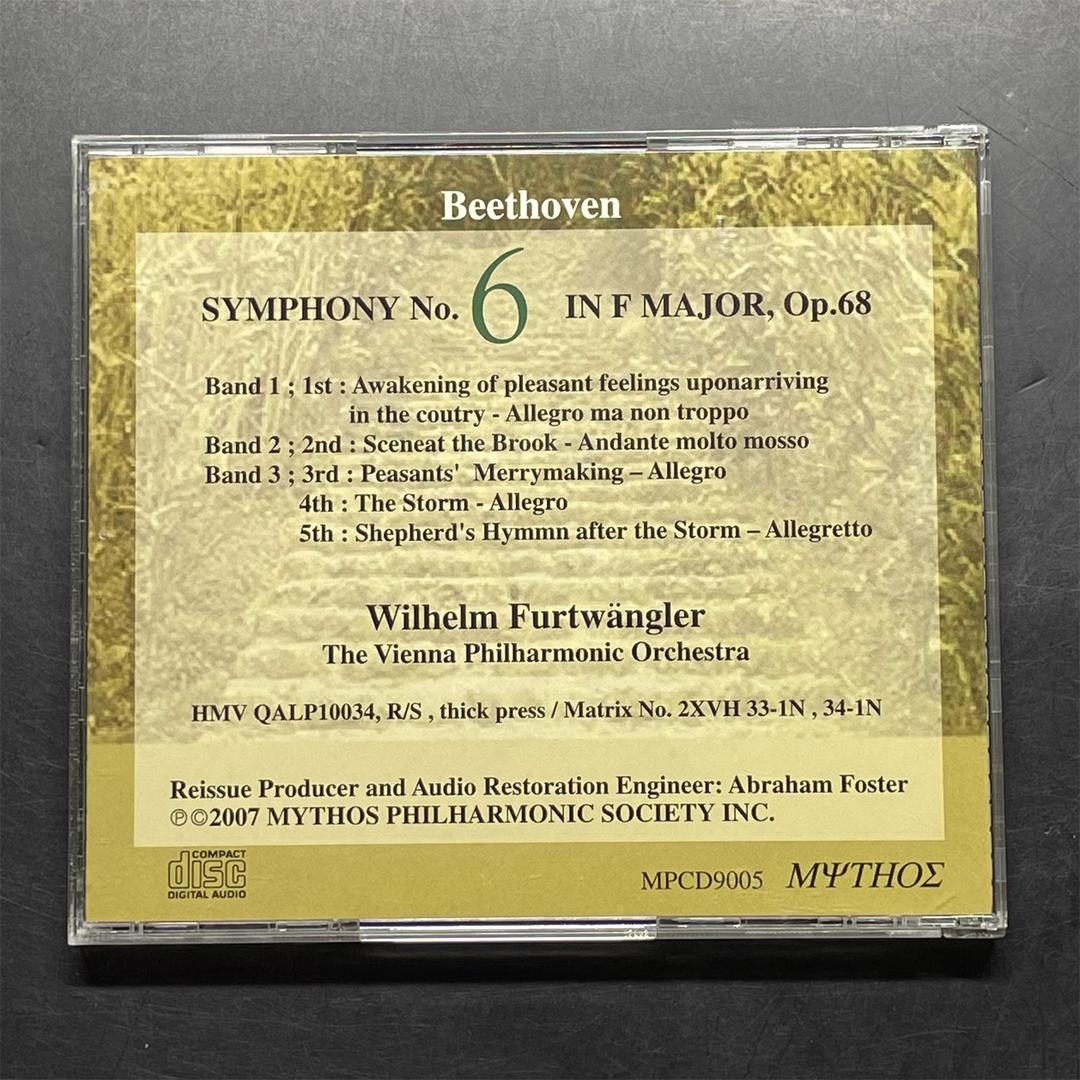 Beethoven
SYMPHONY No. 6 IN F MAJOR, Op.68
Band 1 ; 1st : Awakening of pleasant feelings uponarriving
in the coutry - Allegro ma non troppo
Band 2 ; 2nd : Sceneat the Brook - Andante molto mosso
Band 3 ; 3rd : Peasants' Merrymaking – Allegro
4th : The Storm - Allegro
5th : Shepherd's Hymmn after the Storm – Allegretto
Wilhelm Furtwängler
The Vienna Philharmonic Orchestra
HMV QALP10034, R/S , thick press / Matrix No. 2XVH 33-1N , 34-1N
Reissue Producer and Audio Restoration Engineer: Abraham Foster
℗©2007 MYTHOS PHILHARMONIC SOCIETY INC.
COMPACT
disc
DIGITAL AUDIO
MPCD9005 ΜΨΤΗΟΣ